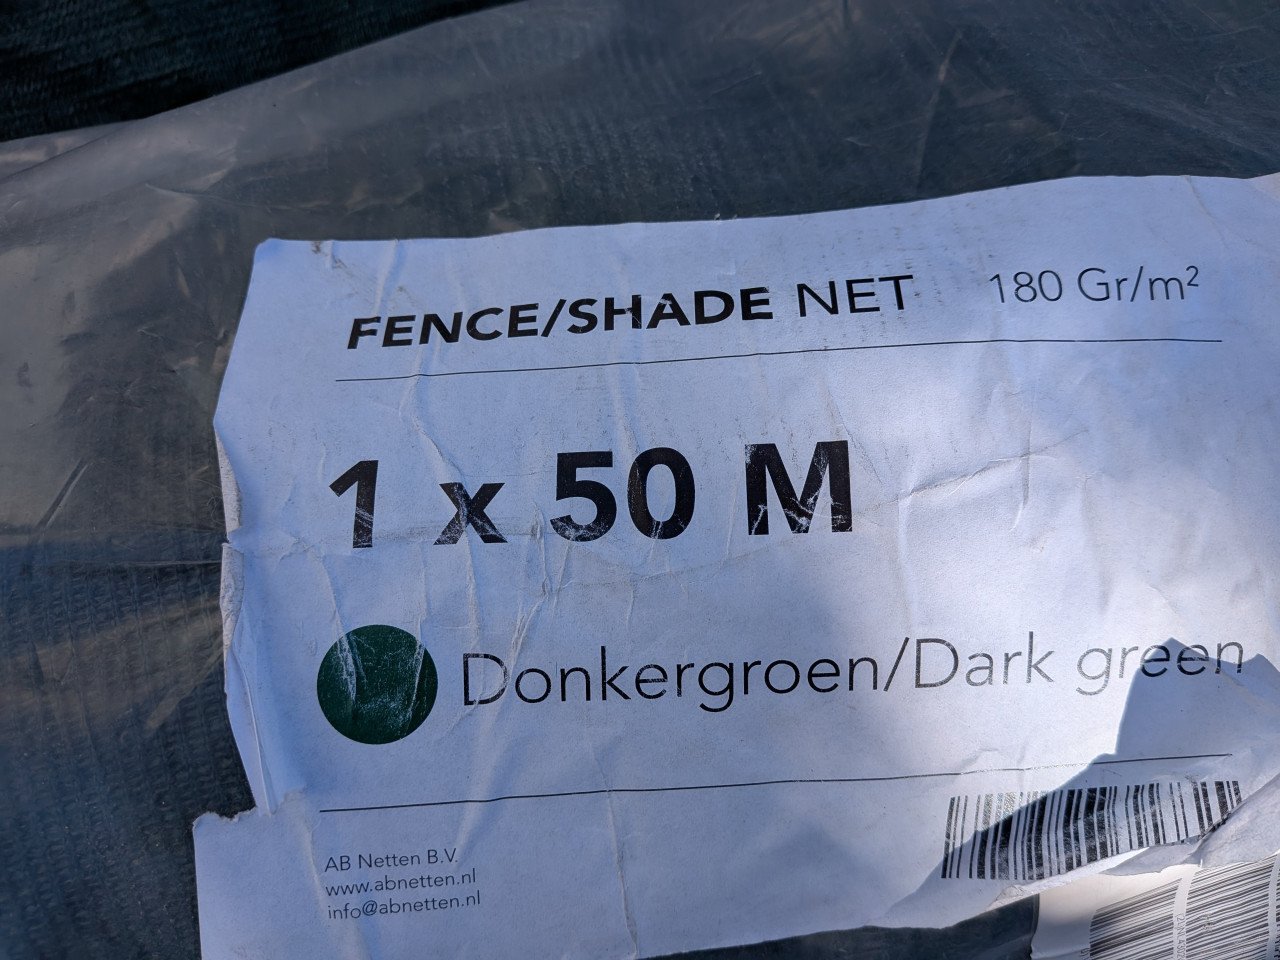 FENCE/SHADE NET 180 Gr/m²
1 x 50 M
Donkergroen/Dark green
AB Netten B.V.
www.abnetten.nl
info@abnetten.nl